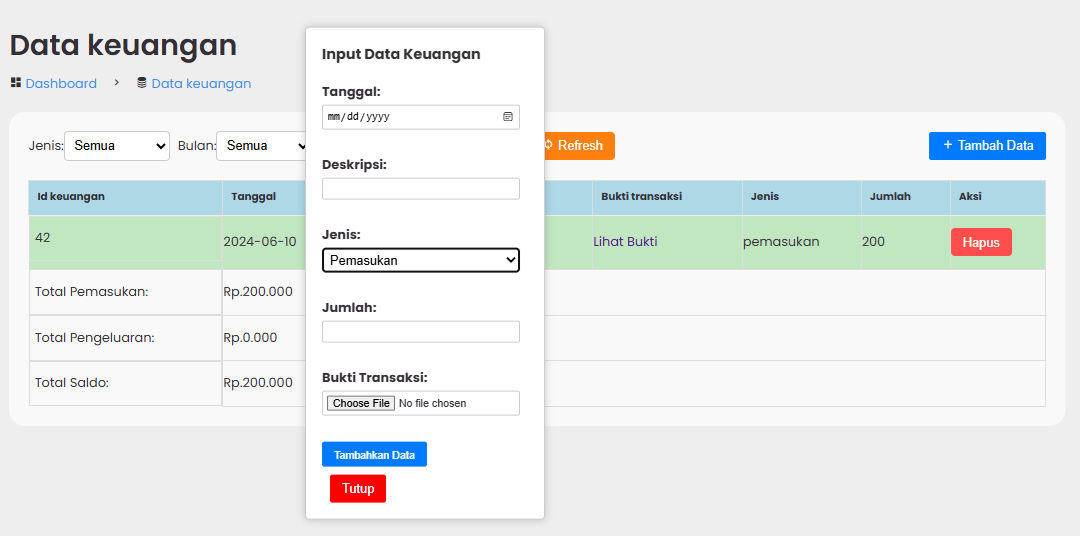 Data keuangan
Dashboard > Data keuangan
Jenis: Semua Bulan: Semua Refresh + Tambah Data
Id keuangan Tanggal Bukti transaksi Jenis Jumlah Aksi
42 2024-06-10 Lihat Bukti pemasukan 200 Hapus
Total Pemasukan: Rp.200.000
Total Pengeluaran: Rp.0.000
Total Saldo: Rp.200.000
Input Data Keuangan
Tanggal:
mm/dd/yyyy
Deskripsi:
Jenis:
Pemasukan
Jumlah:
Bukti Transaksi:
Choose File No file chosen
Tambahkan Data
Tutup